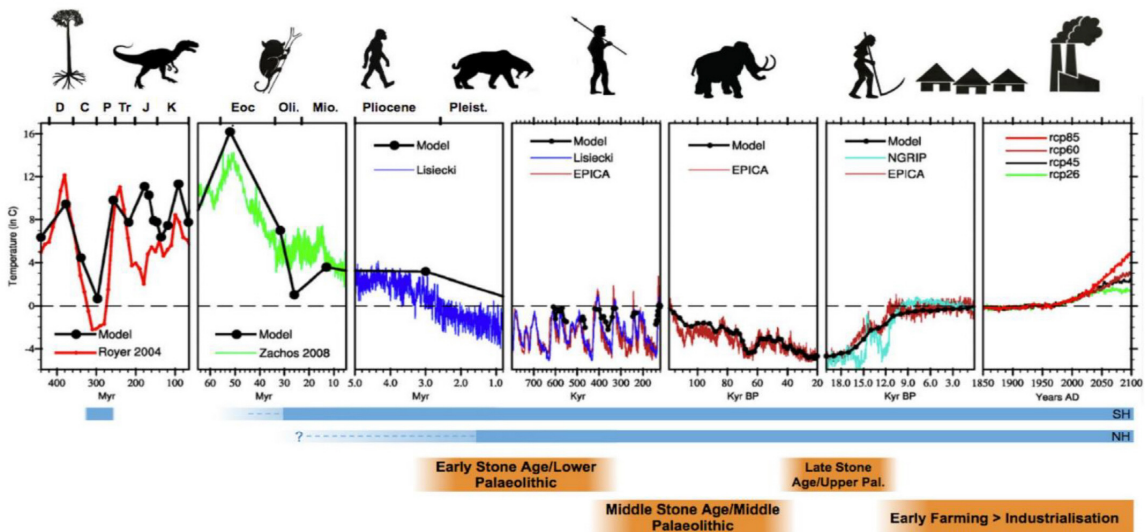 D C P Tr J K
Eoc Oli. Mio.
Pliocene Pleist.
Temperature (in C)
16
12
8
4
0
-4
Model
Royer 2004
400 300 200 100
Myr
Model
Zachos 2008
60 50 40 30 20 10
Myr
Model
Lisiecki
5.0 4.0 3.0 2.0 1.0
Myr
Model
Lisiecki
EPICA
700 600 500 400 300 200
Kyr
Model
EPICA
100 80 60 40 20
Kyr BP
Model
NGRIP
EPICA
18.0 15.0 12.0 9.0 6.0 3.0
Kyr BP
rcp85
rcp60
rcp45
rcp26
1850 1900 1950 2000 2050 2100
Years AD
SH
?
NH
Early Stone Age/Lower
Palaeolithic
Late Stone
Age/Upper Pal.
Middle Stone Age/Middle
Palaeolithic
Early Farming > Industrialisation